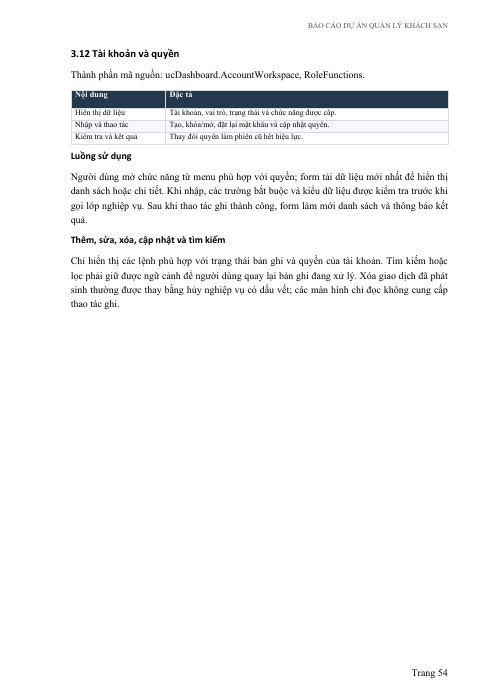 BÁO CÁO DỰ ÁN QUẢN LÝ KHÁCH SẠN
3.12 Tài khoản và quyền
Thành phần mã nguồn: ucDashboard.AccountWorkspace, RoleFunctions.
Nội dung Đặc tả
Hiển thị dữ liệu Tài khoản, vai trò, trạng thái và chức năng được cấp.
Nhập và thao tác Tạo, khóa/mở, đặt lại mật khẩu và cập nhật quyền.
Kiểm tra và kết quả Thay đổi quyền làm phiên cũ hết hiệu lực.
Luồng sử dụng
Người dùng mở chức năng từ menu phù hợp với quyền; form tải dữ liệu mới nhất để hiển thị
danh sách hoặc chi tiết. Khi nhập, các trường bắt buộc và kiểu dữ liệu được kiểm tra trước khi
gọi lớp nghiệp vụ. Sau khi thao tác ghi thành công, form làm mới danh sách và thông báo kết
quả.
Thêm, sửa, xóa, cập nhật và tìm kiếm
Chỉ hiển thị các lệnh phù hợp với trạng thái bản ghi và quyền của tài khoản. Tìm kiếm hoặc
lọc phải giữ được ngữ cảnh để người dùng quay lại bản ghi đang xử lý. Xóa giao dịch đã phát
sinh thường được thay bằng hủy nghiệp vụ có dấu vết; các màn hình chỉ đọc không cung cấp
thao tác ghi.
Trang 54